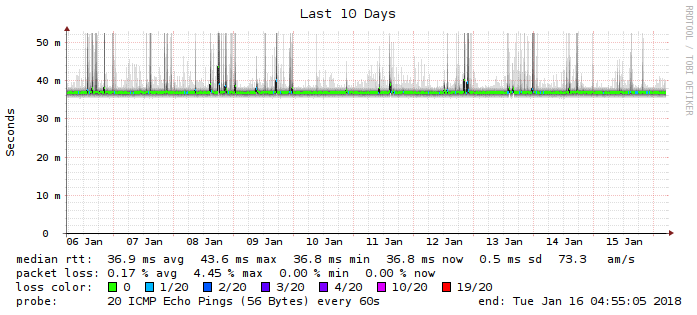 Last 10 Days
RRDTOOL / TOBI OETIKER
Seconds
50 m
40 m
30 m
20 m
10 m
0
06 Jan 07 Jan 08 Jan 09 Jan 10 Jan 11 Jan 12 Jan 13 Jan 14 Jan 15 Jan
median rtt: 36.9 ms avg 43.6 ms max 36.8 ms min 36.8 ms now 0.5 ms sd 73.3 am/s
packet loss: 0.17 % avg 4.45 % max 0.00 % min 0.00 % now
loss color: 0 1/20 2/20 3/20 4/20 10/20 19/20
probe: 20 ICMP Echo Pings (56 Bytes) every 60s end: Tue Jan 16 04:55:05 2018